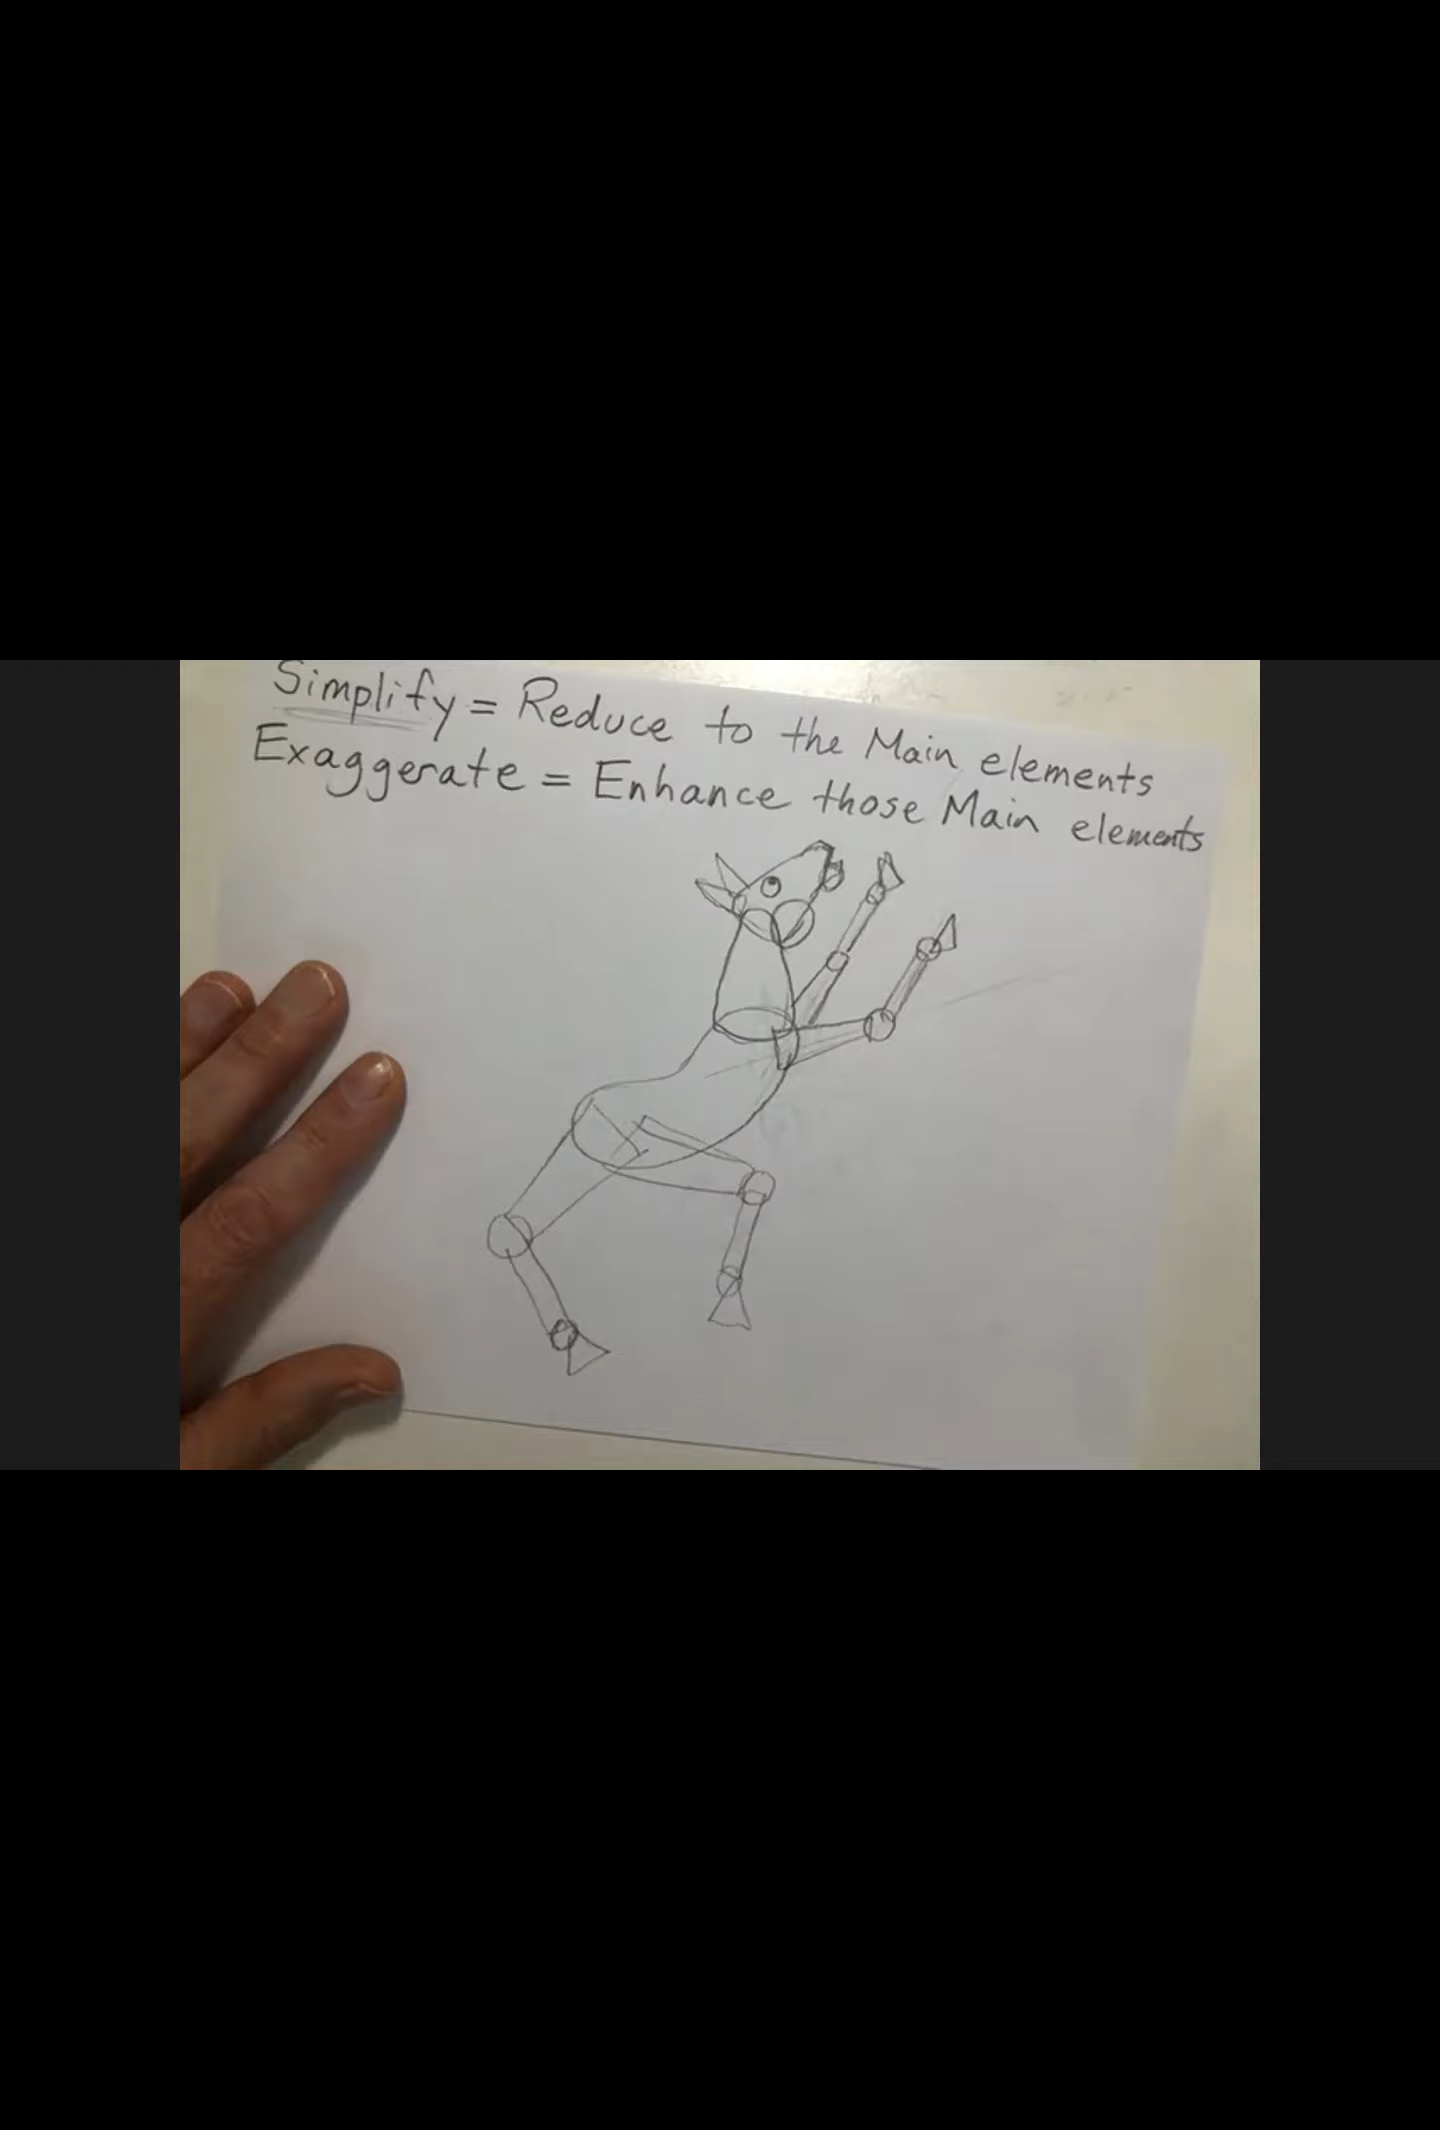 Simplify = Reduce to the Main elements
Exaggerate = Enhance those Main elements